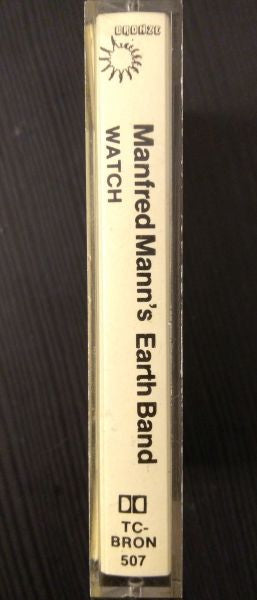 BRONZE
Manfred Mann's Earth Band
WATCH
TC-
BRON
507